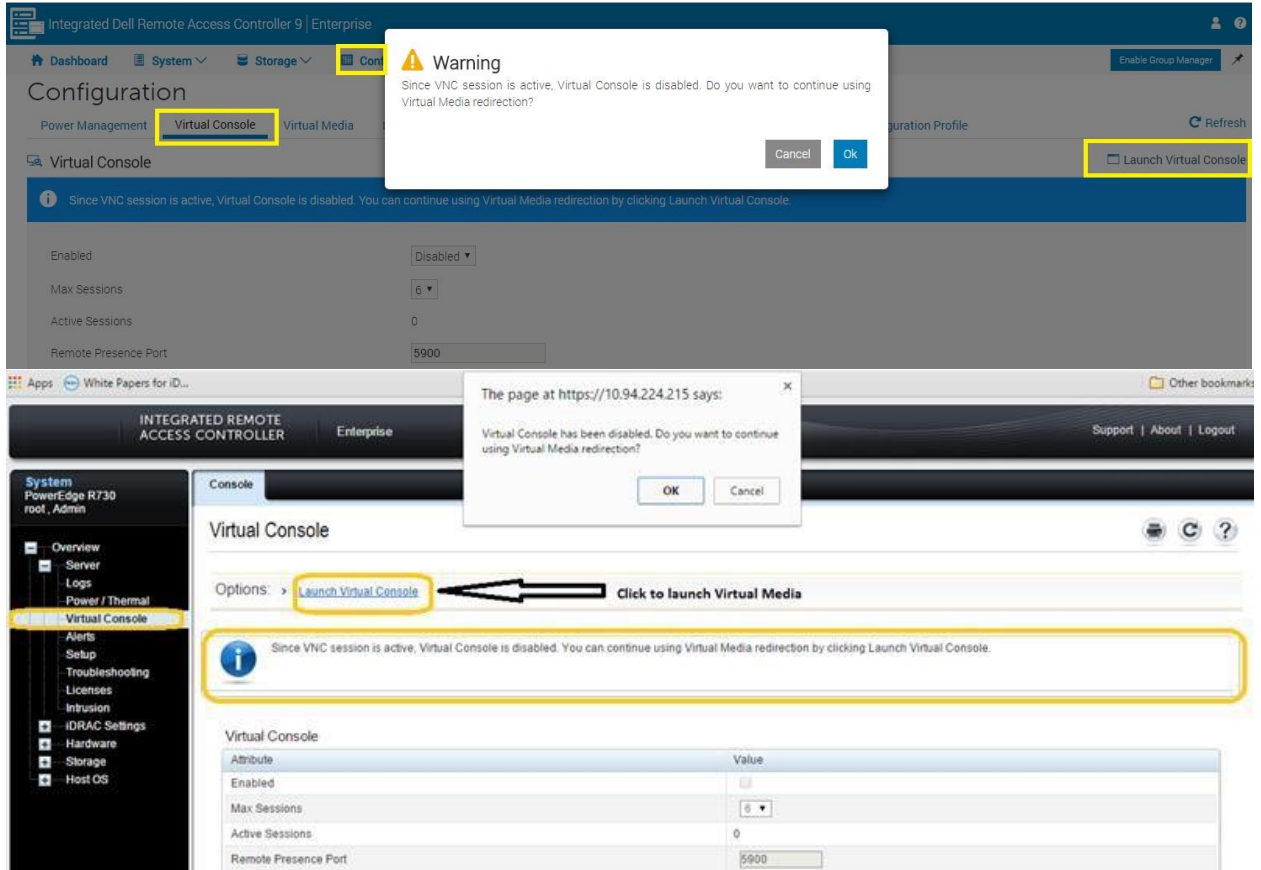 Integrated Dell Remote Access Controller 9 | Enterprise
Dashboard System Storage Conf
Enable Group Manager
Warning
Since VNC session is active, Virtual Console is disabled. Do you want to continue using
Virtual Media redirection?
Cancel Ok
Configuration
Power Management Virtual Console Virtual Media guration Profile
Refresh
Virtual Console
Launch Virtual Console
Since VNC session is active, Virtual Console is disabled. You can continue using Virtual Media redirection by clicking Launch Virtual Console.
Enabled Disabled
Max Sessions 6
Active Sessions 0
Remote Presence Port 5900
Apps White Papers for iD...
Other bookmarks
The page at https://10.94.224.215 says:
Virtual Console has been disabled. Do you want to continue
using Virtual Media redirection?
OK Cancel
INTEGRATED REMOTE
ACCESS CONTROLLER Enterprise
Support | About | Logout
System
PowerEdge R730
root , Admin
Overview
Server
Logs
Power / Thermal
Virtual Console
Alerts
Setup
Troubleshooting
Licenses
Intrusion
iDRAC Settings
Hardware
Storage
Host OS
Console
Virtual Console
Options: Launch Virtual Console
Click to launch Virtual Media
Since VNC session is active, Virtual Console is disabled. You can continue using Virtual Media redirection by clicking Launch Virtual Console.
Virtual Console
Attribute Value
Enabled
Max Sessions 6
Active Sessions 0
Remote Presence Port 5900